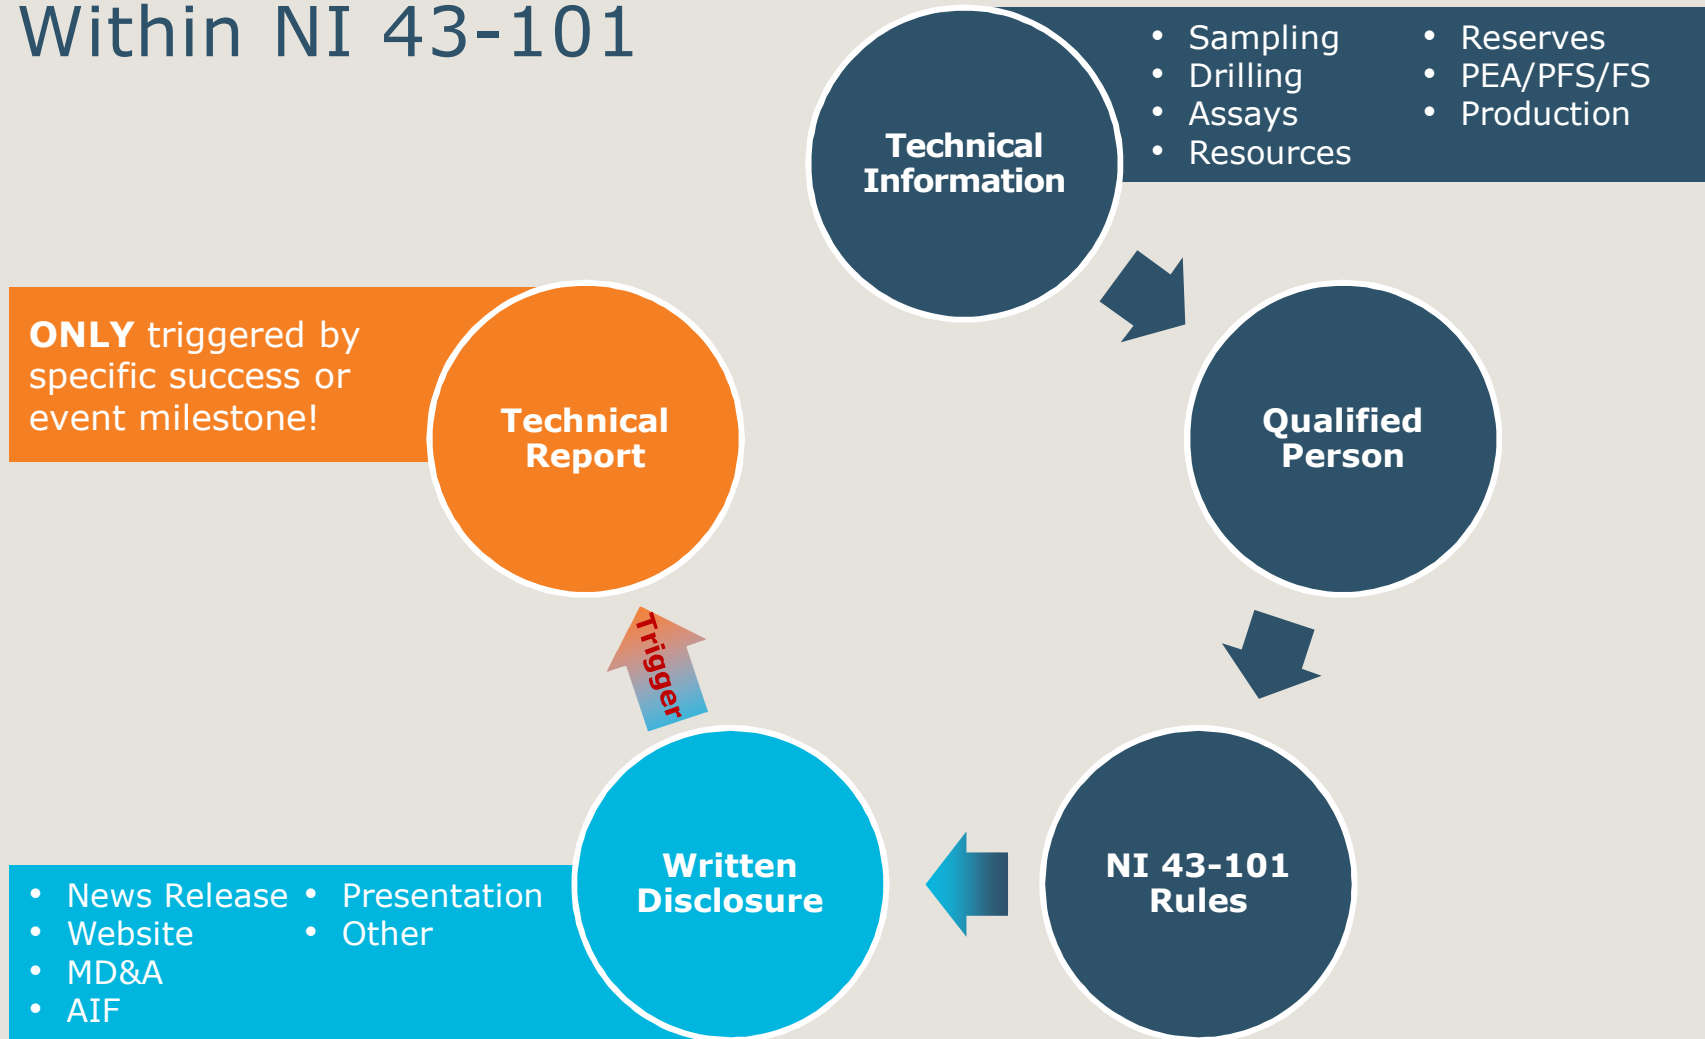 Within NI 43-101
Technical
Information
• Sampling
• Drilling
• Assays
• Resources
• Reserves
• PEA/PFS/FS
• Production
Qualified
Person
NI 43-101
Rules
Written
Disclosure
• News Release
• Website
• MD&A
• AIF
• Presentation
• Other
Trigger
Technical
Report
ONLY triggered by
specific success or
event milestone!